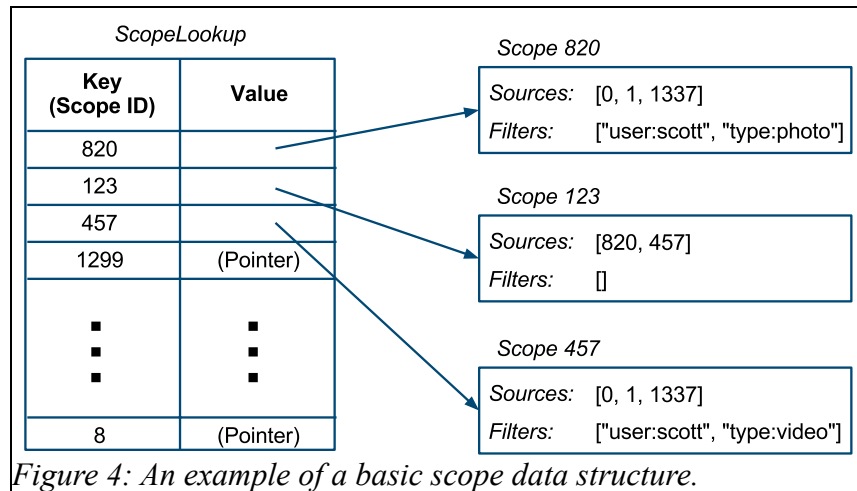 ScopeLookup
Key
(Scope ID)
Value
820
123
457
1299
(Pointer)
8
(Pointer)
Scope 820
Sources: [0, 1, 1337]
Filters: ["user:scott", "type:photo"]
Scope 123
Sources: [820, 457]
Filters: []
Scope 457
Sources: [0, 1, 1337]
Filters: ["user:scott", "type:video"]
Figure 4: An example of a basic scope data structure.